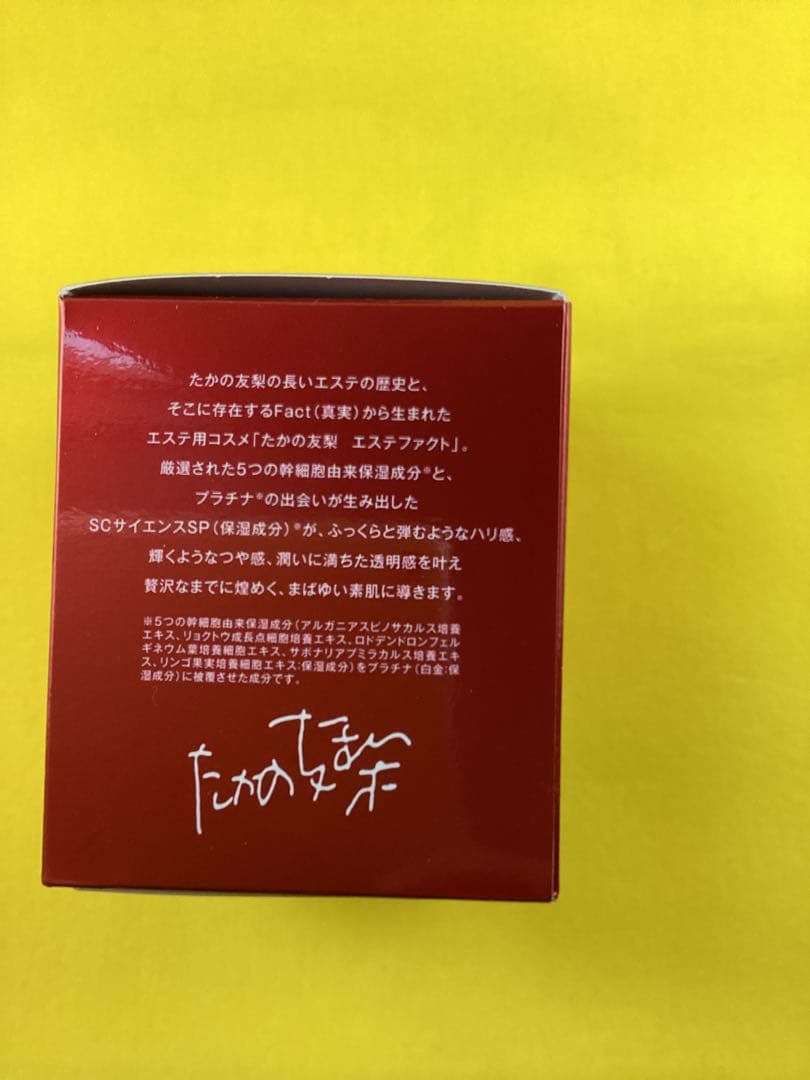 たかの友梨の長いエステの歴史と、
そこに存在するFact(真実)から生まれた
エステ用コスメ「たかの友梨　エステファクト」。
厳選された5つの幹細胞由来保湿成分※と、
プラチナ※の出会いが生み出した
SCサイエンスSP(保湿成分)※が、ふっくらと弾むようなハリ感、
輝くようなつや感、潤いに満ちた透明感を叶え
贅沢なまでに煌めく、まばゆい素肌に導きます。
※5つの幹細胞由来保湿成分(アルガニアスピノサカルス培養
エキス、リョクトウ成長点細胞培養エキス、ロドデンドロンフェル
ギネウム葉培養細胞エキス、サポナリアプミラカルス培養エキ
ス、リンゴ果実培養細胞エキス:保湿成分)をプラチナ(白金:保
湿成分)に被覆させた成分です。
たかの友梨